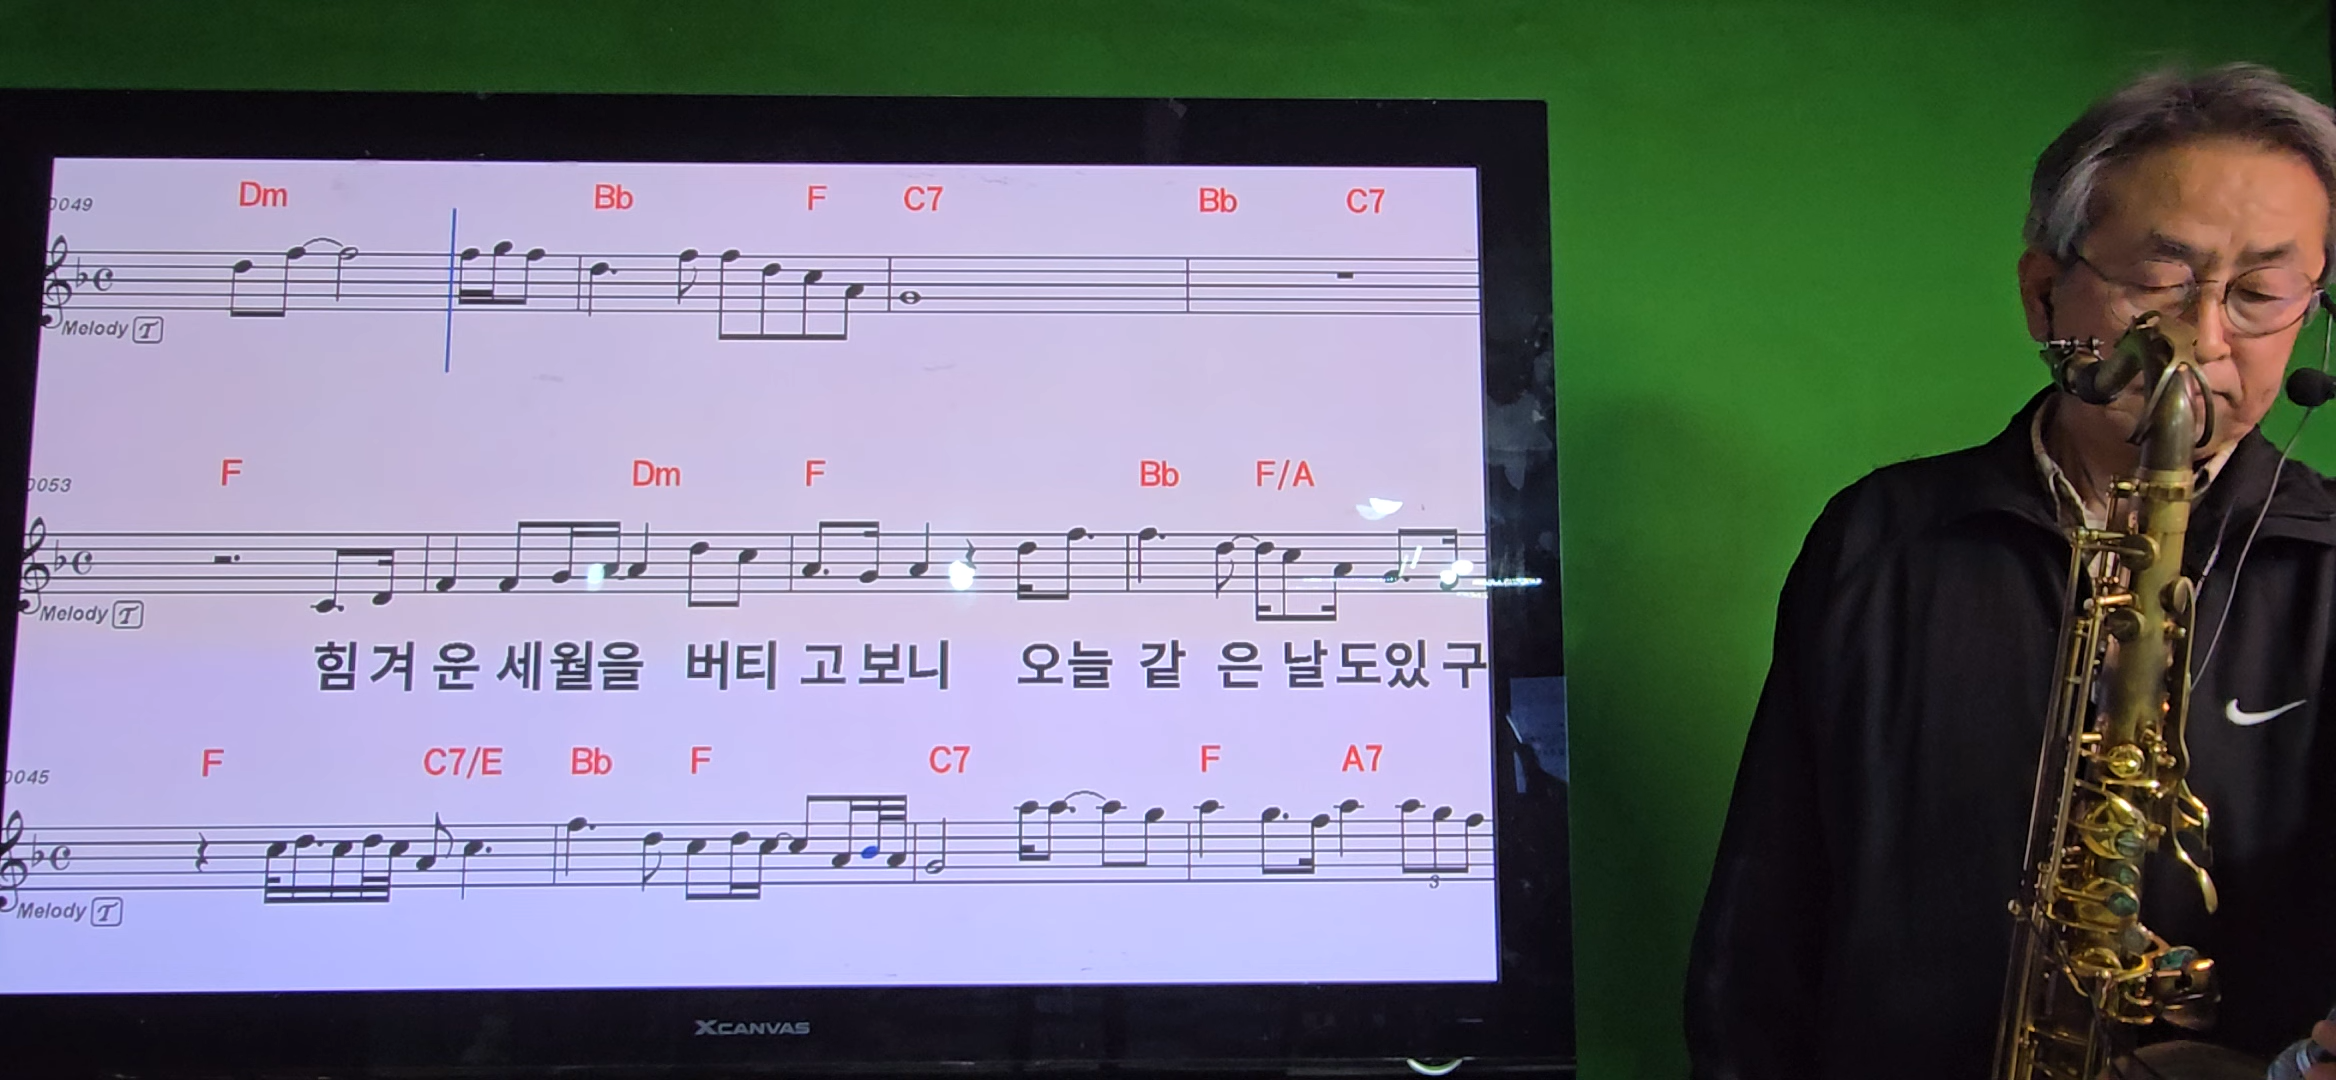 Dm Bb F C7 Bb C7
0049
Melody T
F Dm F Bb F/A
0053
Melody T
힘겨운 세월을 버티고보니 오늘 같은 날도있구
F C7/E Bb F C7 F A7
0045
3
Melody T
XCANVAS